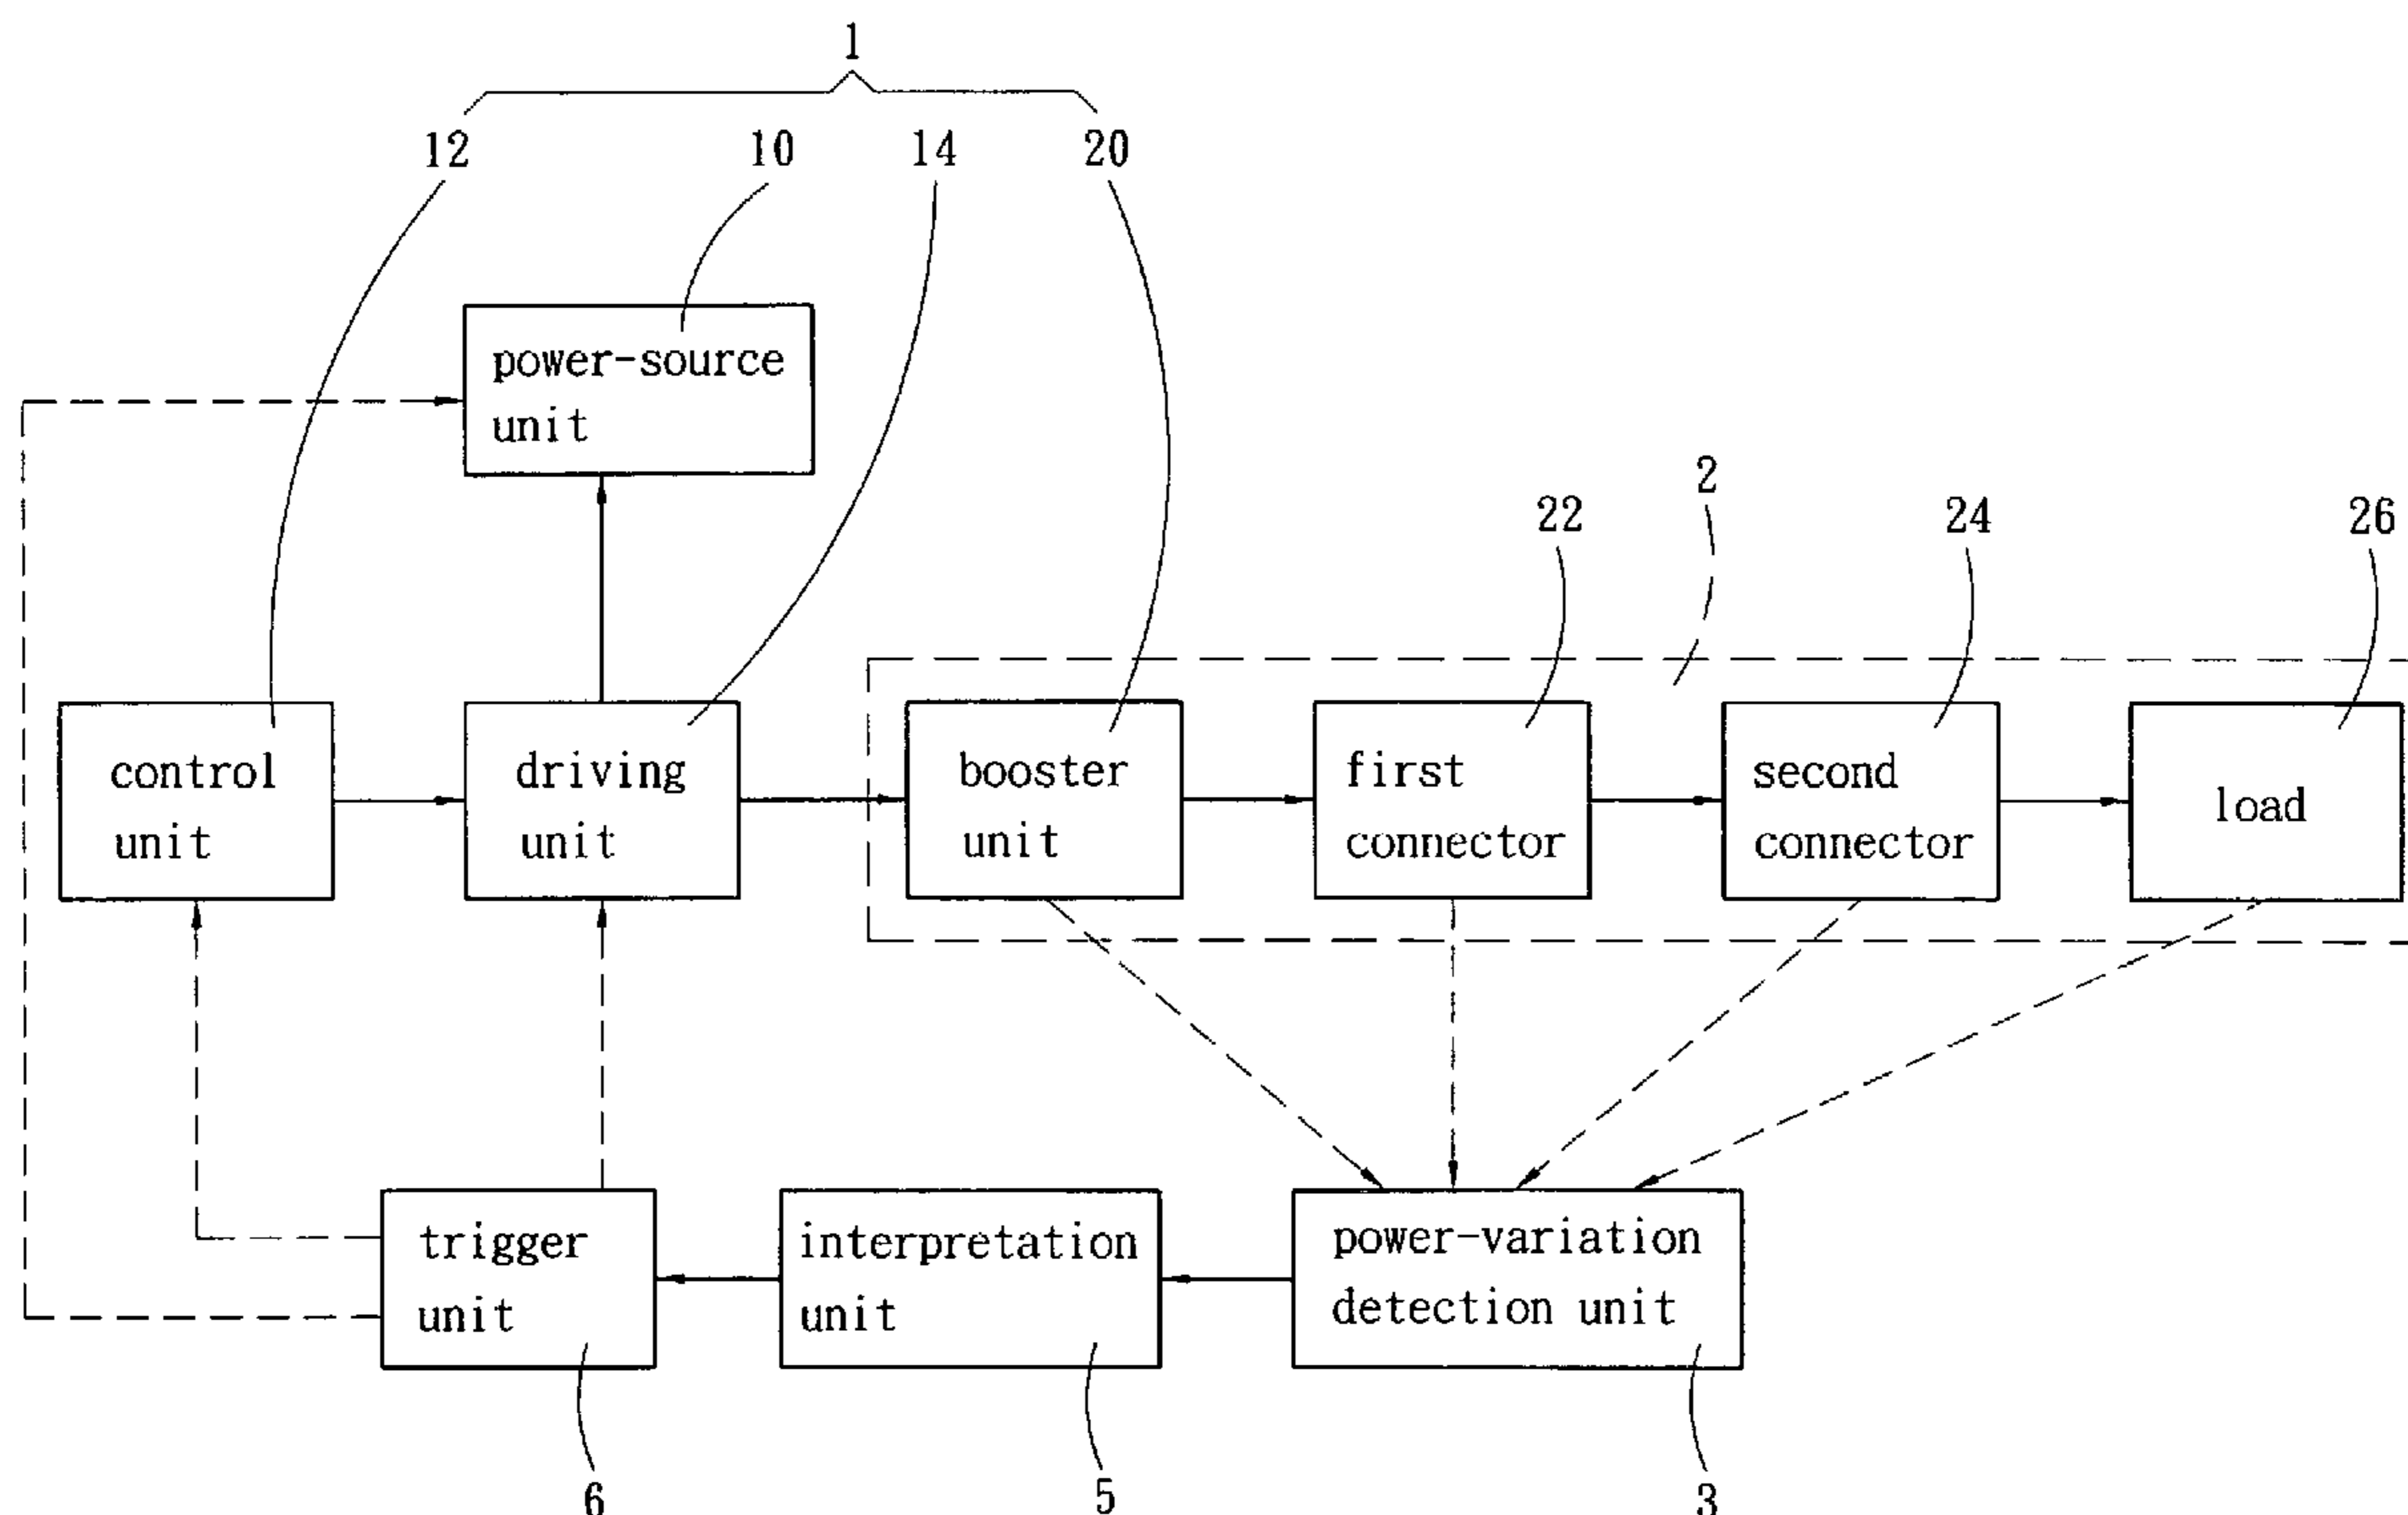 1
12
10
14
20
power-source
unit
2
22
24
26
control
unit
driving
unit
booster
unit
first
connector
second
connector
load
trigger
unit
interpretation
unit
power-variation
detection unit
6
5
3